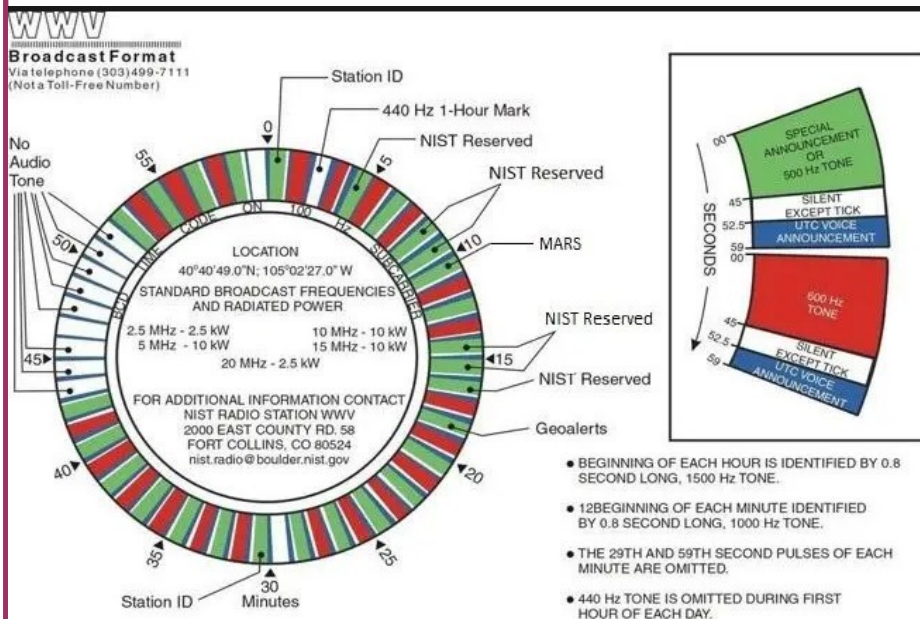 WWV
Broadcast Format
Via telephone (303) 499-7111
(Not a Toll-Free Number)
Station ID
440 Hz 1-Hour Mark
NIST Reserved
NIST Reserved
MARS
NIST Reserved
NIST Reserved
Geoalerts
No
Audio
Tone
0
5
10
15
20
25
30
35
40
45
50
55
Station ID
Minutes
BCD TIME CODE ON 100 Hz SUBCARRIER
LOCATION
40°40'49.0"N; 105°02'27.0" W
STANDARD BROADCAST FREQUENCIES
AND RADIATED POWER
2.5 MHz - 2.5 kW 10 MHz - 10 kW
5 MHz - 10 kW 15 MHz - 10 kW
20 MHz - 2.5 kW
FOR ADDITIONAL INFORMATION CONTACT
NIST RADIO STATION WWV
2000 EAST COUNTY RD. 58
FORT COLLINS, CO 80524
nist.radio@boulder.nist.gov
SECONDS
00
SPECIAL
ANNOUNCEMENT
OR
500 Hz TONE
45
SILENT
EXCEPT TICK
52.5
UTC VOICE
ANNOUNCEMENT
59
00
600 Hz
TONE
45
SILENT
EXCEPT TICK
52.5
UTC VOICE
ANNOUNCEMENT
59
• BEGINNING OF EACH HOUR IS IDENTIFIED BY 0.8
SECOND LONG, 1500 Hz TONE.
• 12BEGINNING OF EACH MINUTE IDENTIFIED
BY 0.8 SECOND LONG, 1000 Hz TONE.
• THE 29TH AND 59TH SECOND PULSES OF EACH
MINUTE ARE OMITTED.
• 440 Hz TONE IS OMITTED DURING FIRST
HOUR OF EACH DAY.